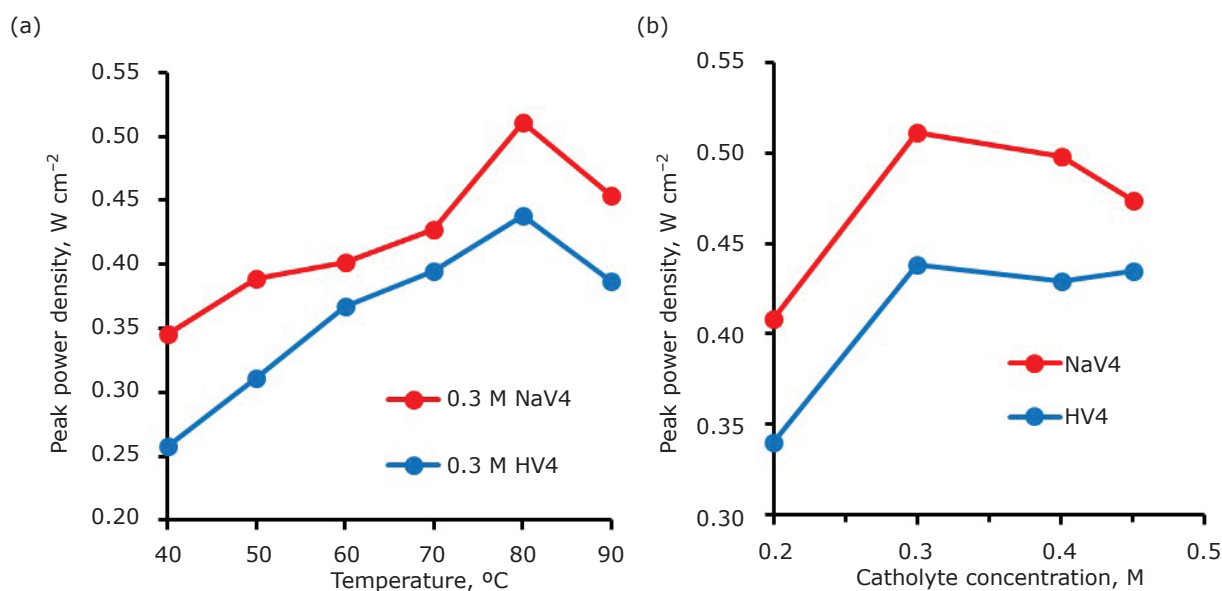 (a)
Peak power density, W cm⁻²
0.55
0.50
0.45
0.40
0.35
0.30
0.25
0.20
40 50 60 70 80 90
Temperature, ºC
0.3 M NaV4
0.3 M HV4
(b)
Peak power density, W cm⁻²
0.55
0.50
0.45
0.40
0.35
0.30
0.2 0.3 0.4 0.5
Catholyte concentration, M
NaV4
HV4